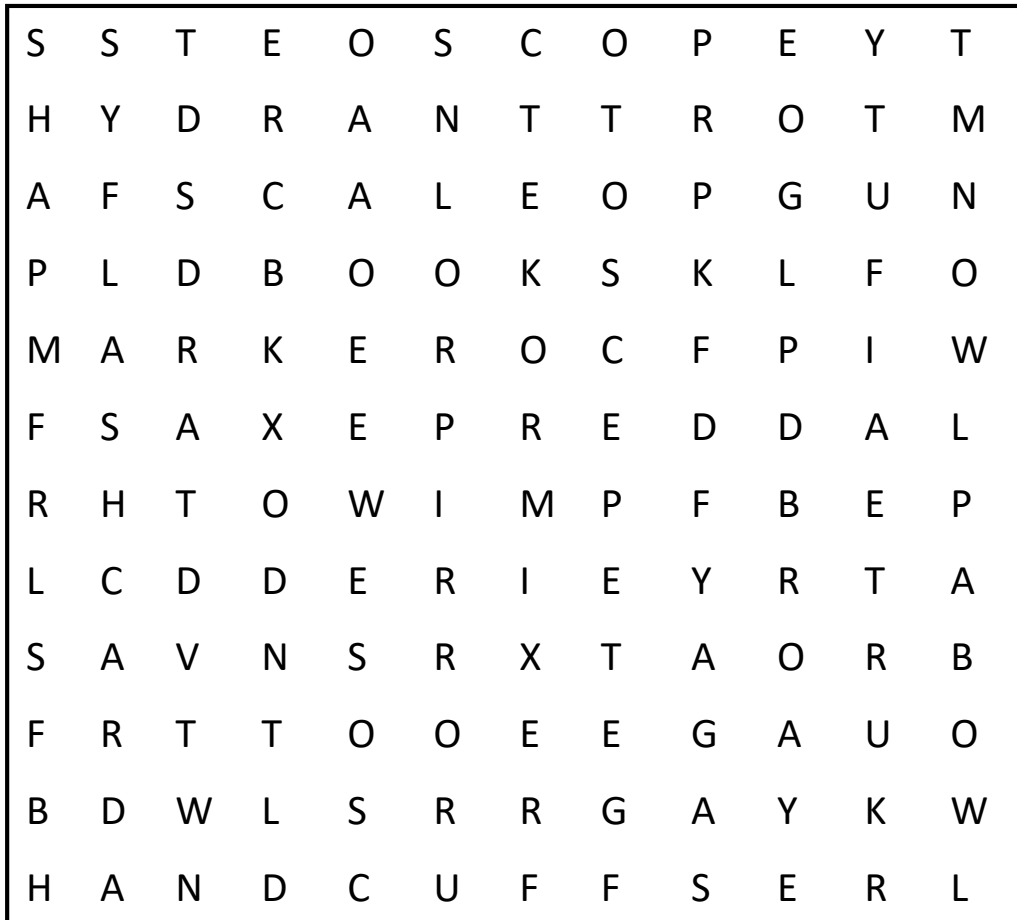 S S T E O S C O P E Y T
H Y D R A N T T R O T M
A F S C A L E O P G U N
P L D B O O K S K L F O
M A R K E R O C F P I W
F S A X E P R E D D A L
R H T O W I M P F B E P
L C D D E R I E Y R T A
S A V N S R X T A O R B
F R T T O O E E G A U O
B D W L S R R G A Y K W
H A N D C U F F S E R L